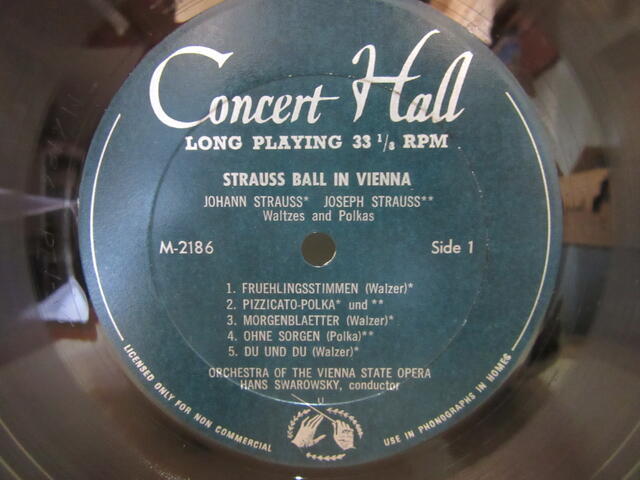 Concert Hall
LONG PLAYING 33 1/3 RPM
STRAUSS BALL IN VIENNA
JOHANN STRAUSS* JOSEPH STRAUSS**
Waltzes and Polkas
M-2186 Side 1
1. FRUEHLINGSSTIMMEN (Walzer)*
2. PIZZICATO-POLKA* und **
3. MORGENBLAETTER (Walzer)*
4. OHNE SORGEN (Polka)**
5. DU UND DU (Walzer)*
ORCHESTRA OF THE VIENNA STATE OPERA
HANS SWAROWSKY, conductor
LICENSED ONLY FOR NON COMMERCIAL
USE IN PHONOGRAPHS IN HOMES